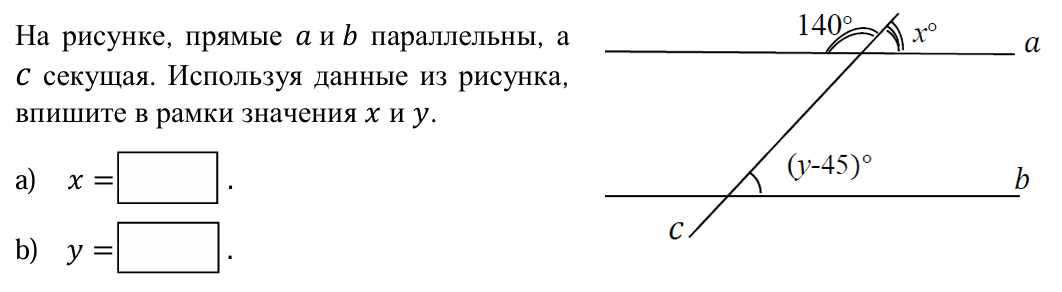 На рисунке, прямые a и b параллельны, а
c секущая. Используя данные из рисунка,
впишите в рамки значения x и y.
a) x = .
b) y = .
140°
x°
a
(y-45)°
b
c